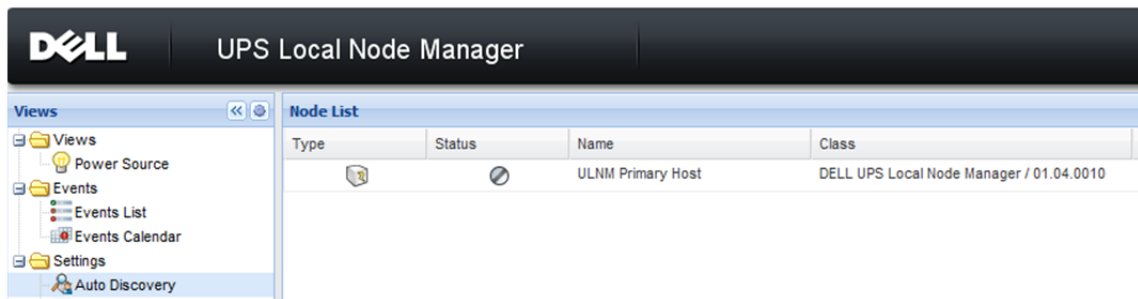 DELL UPS Local Node Manager
Views
Views
Power Source
Events
Events List
Events Calendar
Settings
Auto Discovery
Node List
Type Status Name Class
ULNM Primary Host DELL UPS Local Node Manager / 01.04.0010